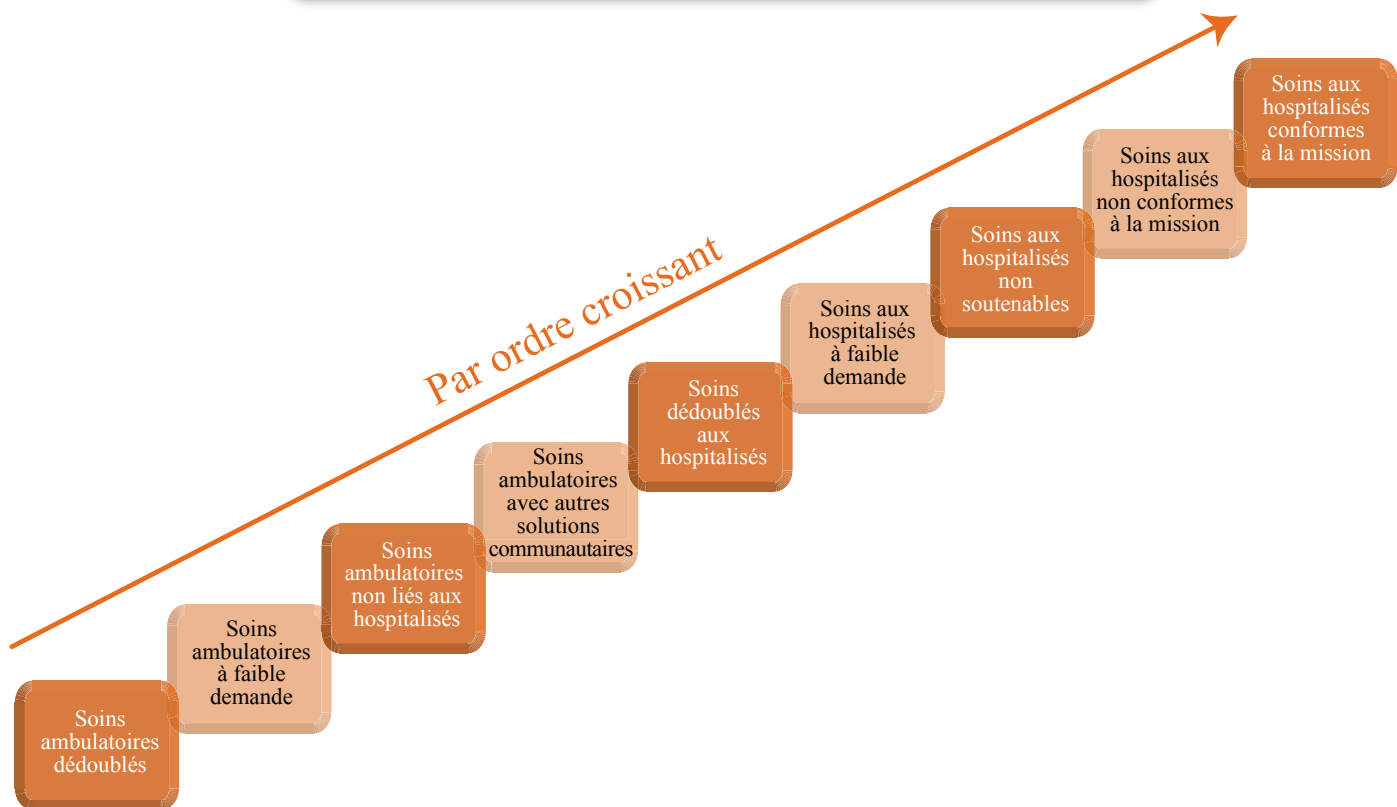 Par ordre croissant
Soins
ambulatoires
dédoublés
Soins
ambulatoires
à faible
demande
Soins
ambulatoires
non liés aux
hospitalisés
Soins
ambulatoires
avec autres
solutions
communautaires
Soins
dédoublés
aux
hospitalisés
Soins aux
hospitalisés
à faible
demande
Soins aux
hospitalisés
non
soutenables
Soins aux
hospitalisés
non conformes
à la mission
Soins aux
hospitalisés
conformes
à la mission